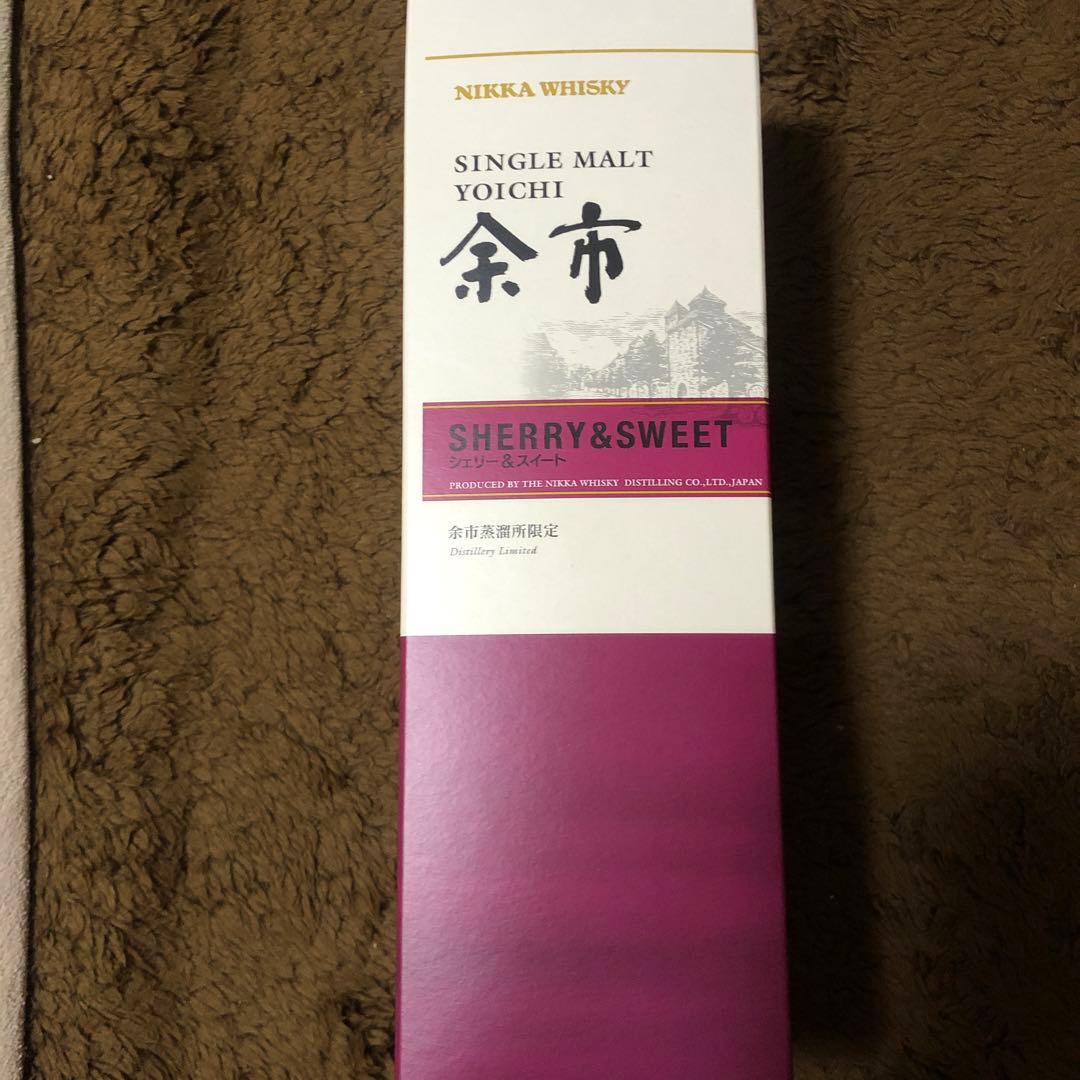 NIKKA WHISKY
SINGLE MALT
YOICHI
余市
SHERRY&SWEET
シェリー&スイート
PRODUCED BY THE NIKKA WHISKY DISTILLING CO.,LTD.,JAPAN
余市蒸溜所限定
Distillery Limited